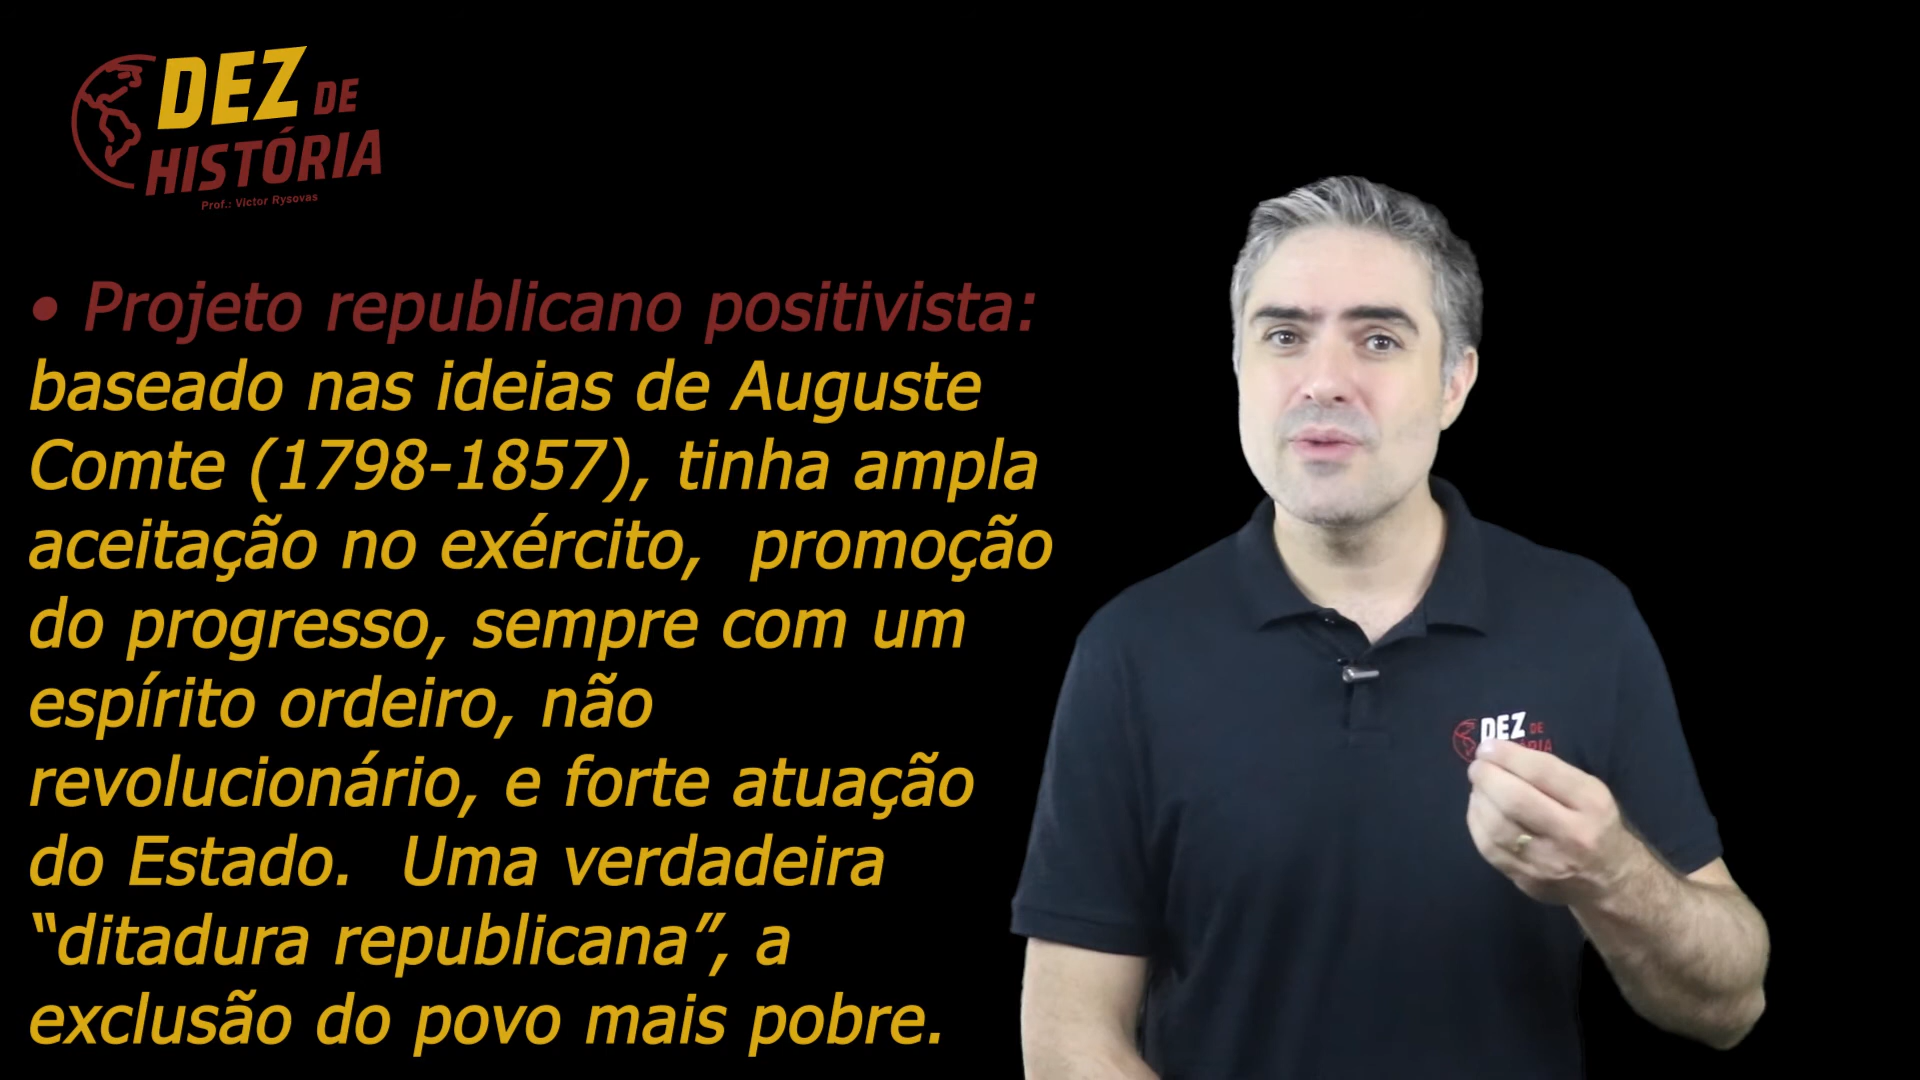 DEZ DE
HISTÓRIA
Prof.: Victor Rysovas
• Projeto republicano positivista:
baseado nas ideias de Auguste
Comte (1798-1857), tinha ampla
aceitação no exército, promoção
do progresso, sempre com um
espírito ordeiro, não
revolucionário, e forte atuação
do Estado. Uma verdadeira
“ditadura republicana”, a
exclusão do povo mais pobre.
DEZ DE